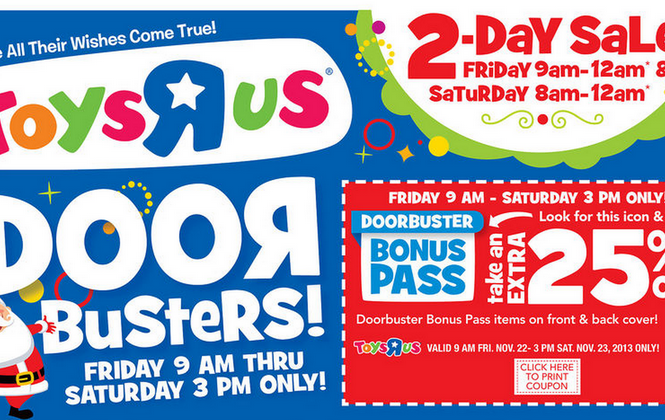 e All Their Wishes Come True!
Toys R us®
2-Day Sale
FRiDAY 9am-12am* &
SaTuRDAY 8am-12am*
DOOR
BusteRs!
FRIDAY 9 AM THRU
SATURDAY 3 PM ONLY!
FRIDAY 9 AM - SATURDAY 3 PM ONLY!
DOORBUSTER
BONUS
PASS
Look for this icon &
take an
EXTRA
25%
Doorbuster Bonus Pass items on front & back cover!
ToysRus VALID 9 AM FRI. NOV. 22- 3 PM SAT. NOV. 23, 2013 ONLY!
CLICK HERE
TO PRINT
COUPON